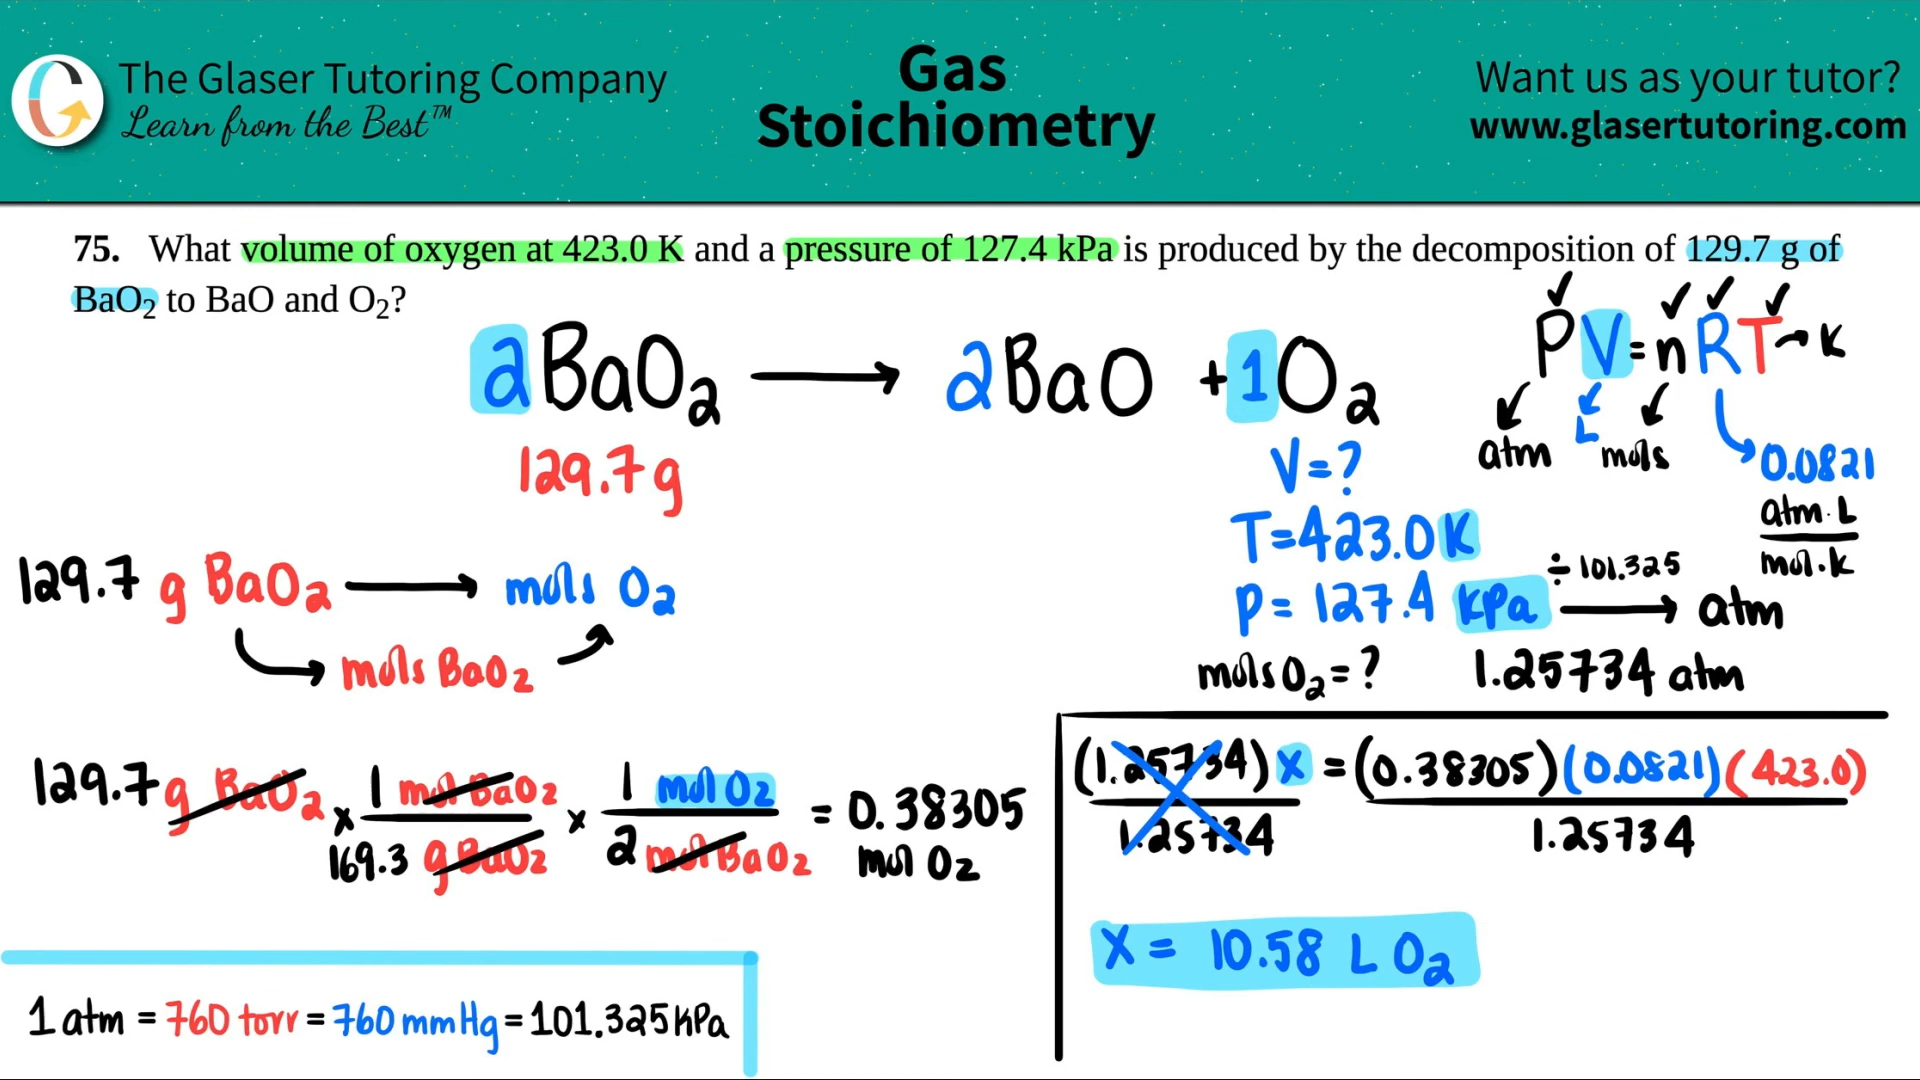 The Glaser Tutoring Company
Learn from the Best™
Gas
Stoichiometry
Want us as your tutor?
www.glasertutoring.com
75. What volume of oxygen at 423.0 K and a pressure of 127.4 kPa is produced by the decomposition of 129.7 g of
BaO₂ to BaO and O₂?
2BaO₂ → 2BaO + 1O₂
129.7 g
V = ?
T = 423.0 K
P = 127.4 kPa → atm
÷ 101.325
mols O₂ = ? 1.25734 atm
✓ ✓ ✓ ✓
PV = nRT → K
atm L mols 0.0821
atm·L
mol·K
129.7 g BaO₂ → mols O₂
mols BaO₂
129.7 g BaO₂ × 1 mol BaO₂ × 1 mol O₂ = 0.38305
169.3 g BaO₂ 2 mol BaO₂ mol O₂
(1.25734) x = (0.38305)(0.0821)(423.0)
1.25734 1.25734
x = 10.58 L O₂
1 atm = 760 torr = 760 mmHg = 101.325 kPa